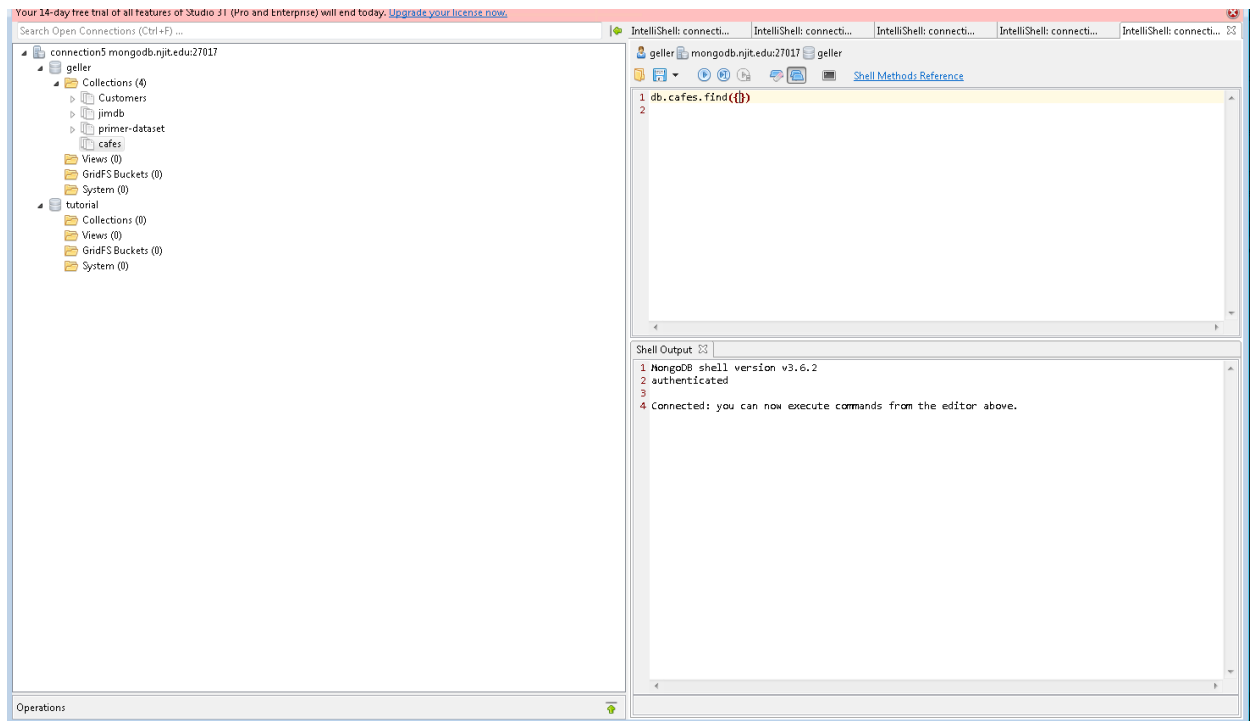 Your 14-day free trial of all features of Studio 3T (Pro and Enterprise) will end today. Upgrade your license now.
Search Open Connections (Ctrl+F) ...
connection5 mongodb.njit.edu:27017
geller
Collections (4)
Customers
jimdb
primer-dataset
cafes
Views (0)
GridFS Buckets (0)
System (0)
tutorial
Collections (0)
Views (0)
GridFS Buckets (0)
System (0)
Operations
IntelliShell: connecti... IntelliShell: connecti... IntelliShell: connecti... IntelliShell: connecti... IntelliShell: connecti...
geller mongodb.njit.edu:27017 geller
Shell Methods Reference
1 db.cafes.find({})
2
Shell Output
1 MongoDB shell version v3.6.2
2 authenticated
3
4 Connected: you can now execute commands from the editor above.